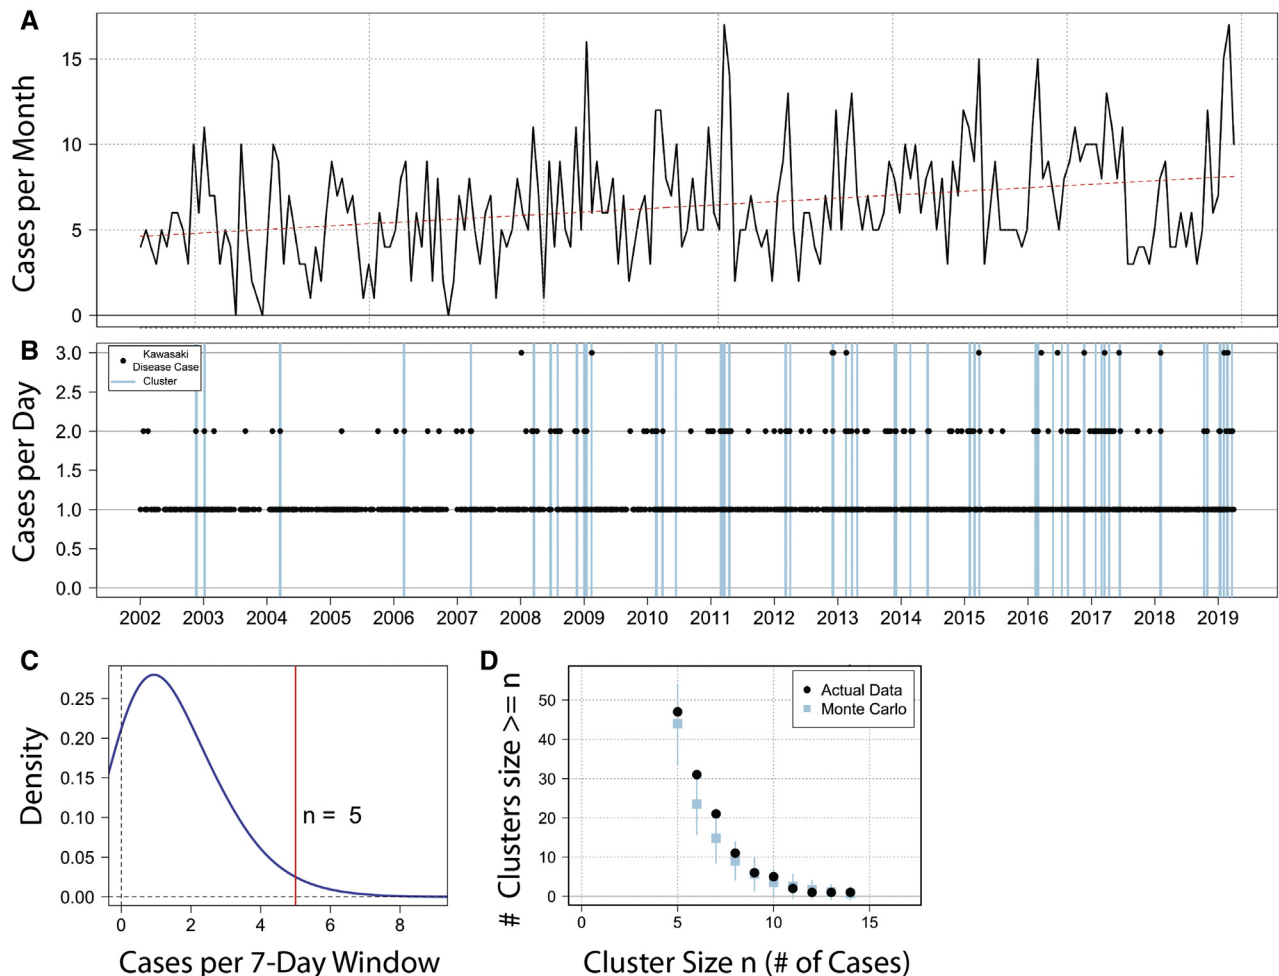 A
Cases per Month
15
10
5
0
B
Cases per Day
Kawasaki
Disease Case
Cluster
3.0
2.5
2.0
1.5
1.0
0.5
0.0
2002 2003 2004 2005 2006 2007 2008 2009 2010 2011 2012 2013 2014 2015 2016 2017 2018 2019
C
Density
0.25
0.20
0.15
0.10
0.05
0.00
n = 5
0 2 4 6 8
Cases per 7-Day Window
D
# Clusters size >= n
50
40
30
20
10
0
Actual Data
Monte Carlo
0 5 10 15
Cluster Size n (# of Cases)